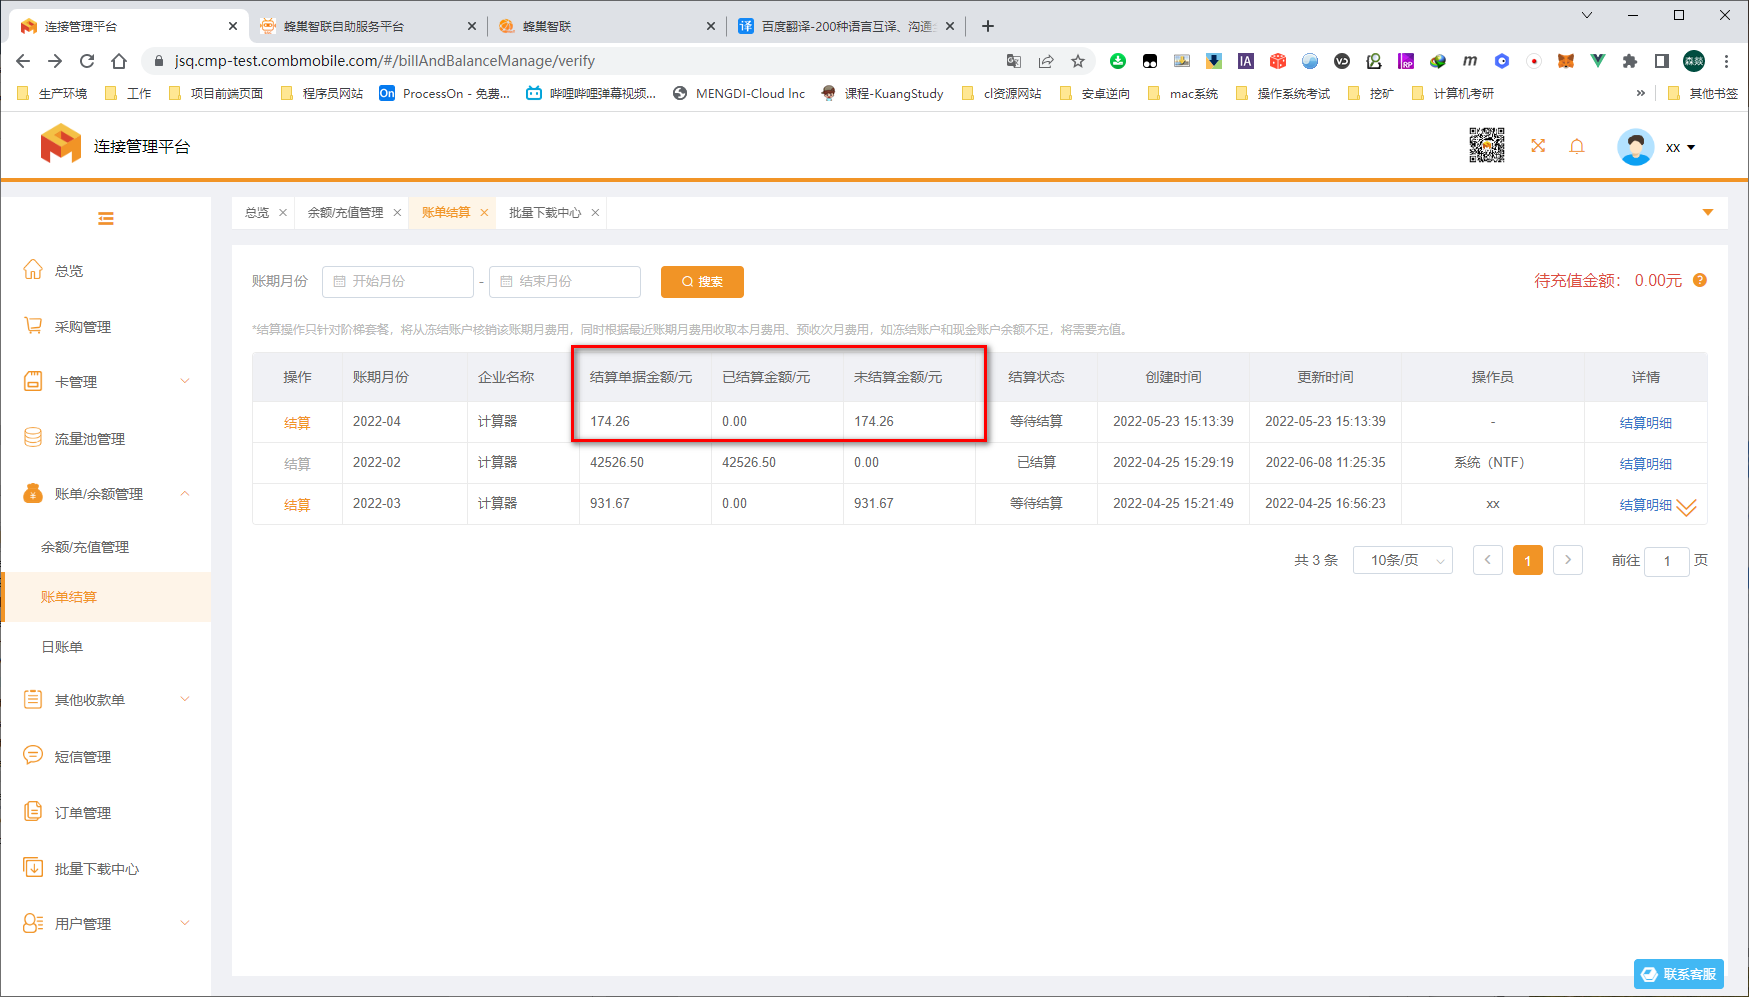 连接管理平台
蜂巢智联自助服务平台
蜂巢智联
译 百度翻译-200种语言互译、沟通
jsq.cmp-test.combmobile.com/#/billAndBalanceManage/verify
IA
VD
RP
m
森燚
生产环境
工作
项目前端页面
程序员网站
On ProcessOn - 免费...
哔哩哔哩弹幕视频...
MENGDI-Cloud Inc
课程-KuangStudy
cl资源网站
安卓逆向
mac系统
操作系统考试
挖矿
计算机考研
»
其他书签
连接管理平台
xx
总览
余额/充值管理
账单结算
批量下载中心
总览
采购管理
卡管理
流量池管理
账单/余额管理
余额/充值管理
账单结算
日账单
其他收款单
短信管理
订单管理
批量下载中心
用户管理
账期月份 开始月份 - 结束月份 搜索
待充值金额： 0.00元 ?
*结算操作只针对阶梯套餐，将从冻结账户核销该账期月费用，同时根据最近账期月费用收取本月费用、预收次月费用，如冻结账户和现金账户余额不足，将需要充值。
操作 账期月份 企业名称 结算单据金额/元 已结算金额/元 未结算金额/元 结算状态 创建时间 更新时间 操作员 详情
结算 2022-04 计算器 174.26 0.00 174.26 等待结算 2022-05-23 15:13:39 2022-05-23 15:13:39 - 结算明细
结算 2022-02 计算器 42526.50 42526.50 0.00 已结算 2022-04-25 15:29:19 2022-06-08 11:25:35 系统（NTF） 结算明细
结算 2022-03 计算器 931.67 0.00 931.67 等待结算 2022-04-25 15:21:49 2022-04-25 16:56:23 xx 结算明细
共 3 条 10条/页 1 前往 1 页
联系客服